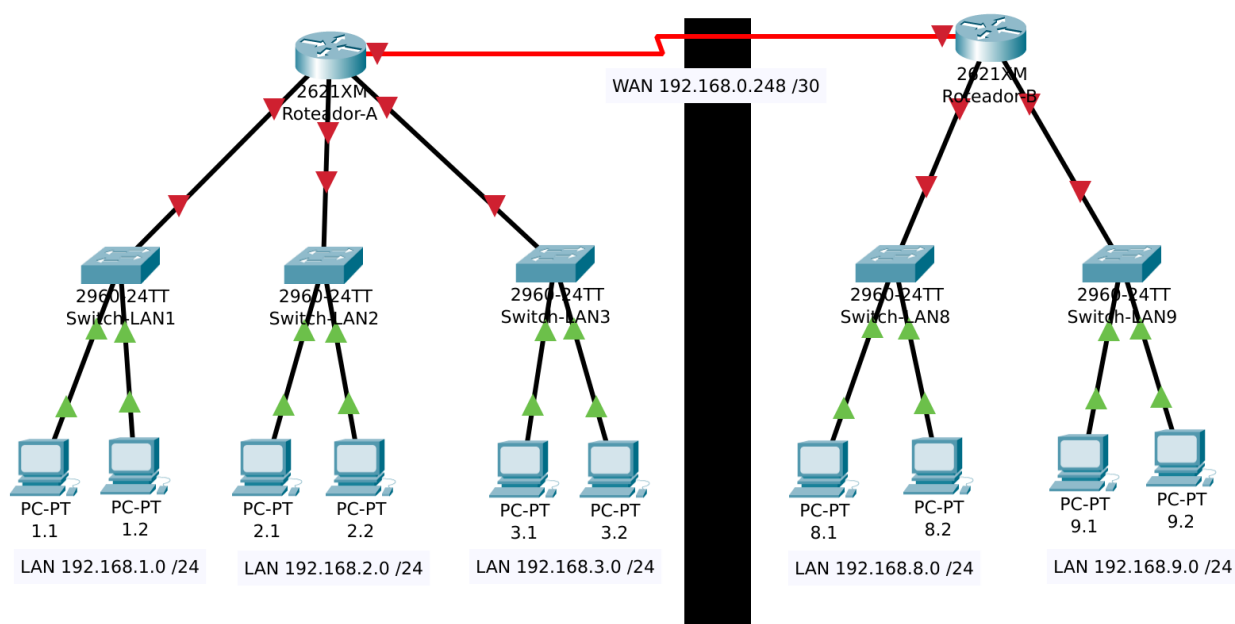 2621XM
Roteador-A
WAN 192.168.0.248 /30
2621XM
Roteador-B
2960-24TT
Switch-LAN1
2960-24TT
Switch-LAN2
2960-24TT
Switch-LAN3
2960-24TT
Switch-LAN8
2960-24TT
Switch-LAN9
PC-PT
1.1
PC-PT
1.2
PC-PT
2.1
PC-PT
2.2
PC-PT
3.1
PC-PT
3.2
PC-PT
8.1
PC-PT
8.2
PC-PT
9.1
PC-PT
9.2
LAN 192.168.1.0 /24
LAN 192.168.2.0 /24
LAN 192.168.3.0 /24
LAN 192.168.8.0 /24
LAN 192.168.9.0 /24